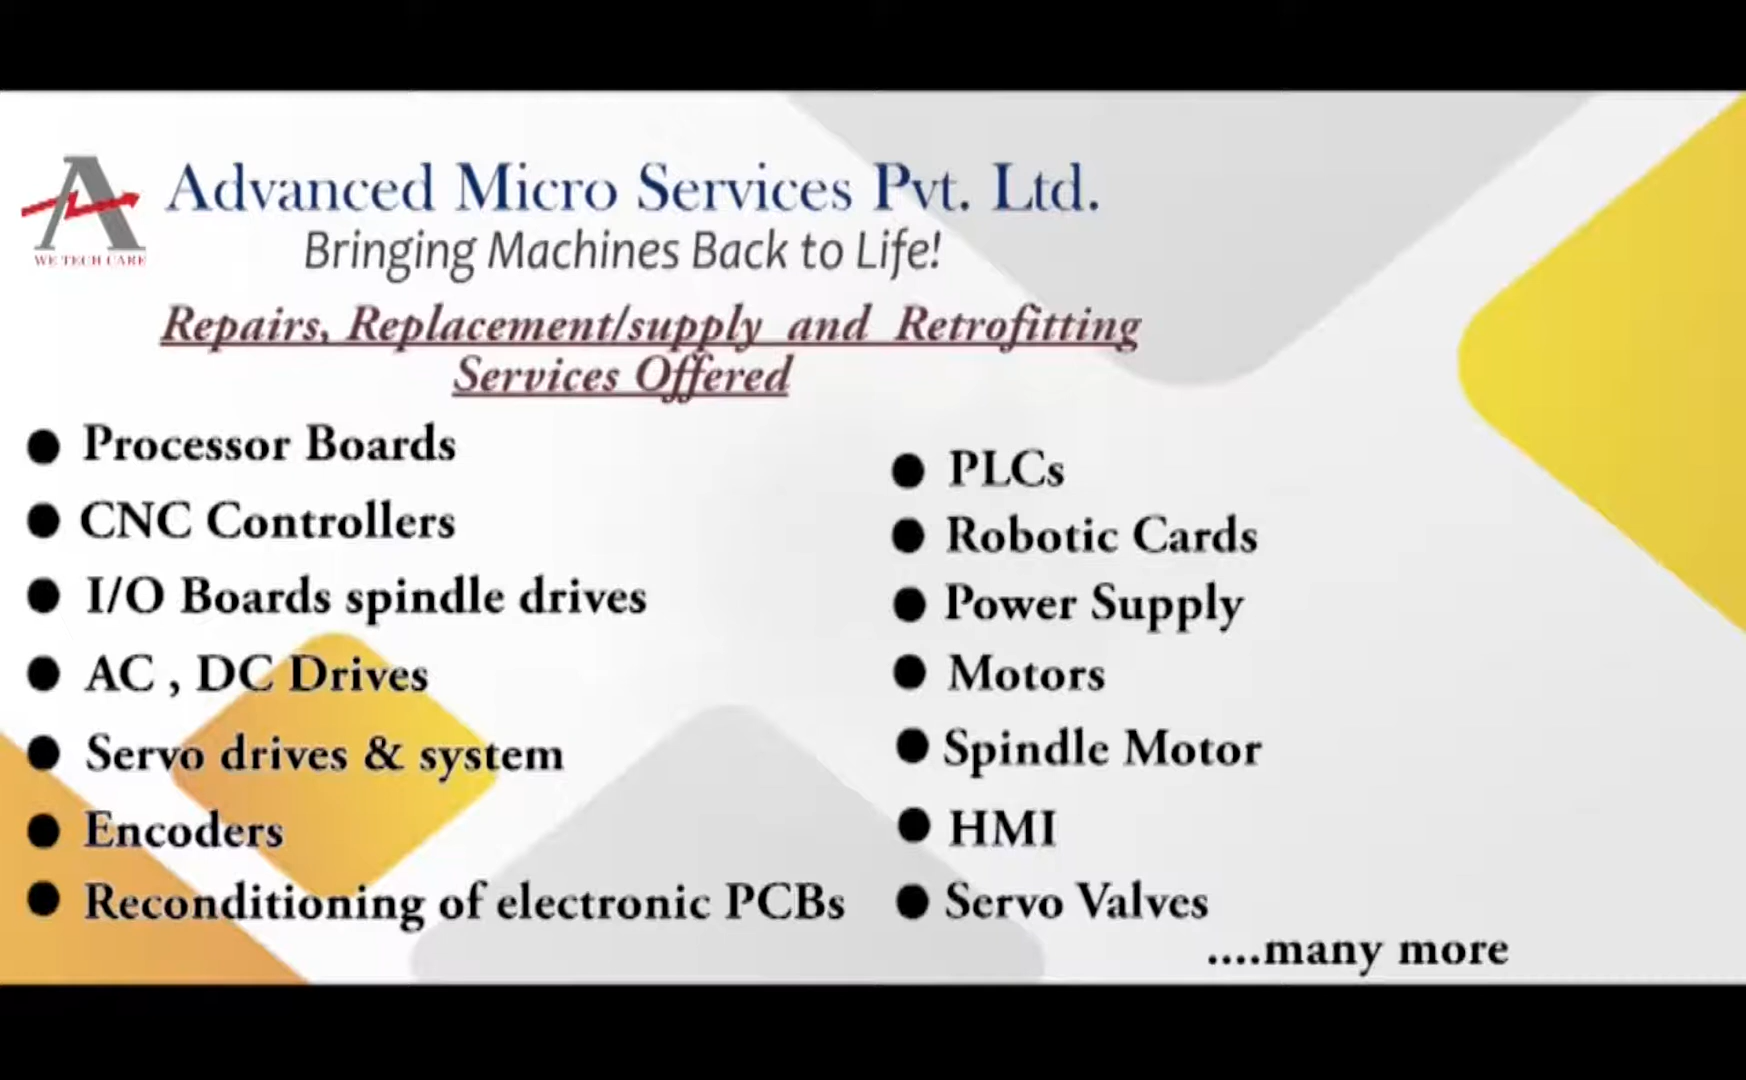 Advanced Micro Services Pvt. Ltd.
WE TECH CARE
Bringing Machines Back to Life!
Repairs, Replacement/supply and Retrofitting
Services Offered
Processor Boards
CNC Controllers
I/O Boards spindle drives
AC , DC Drives
Servo drives & system
Encoders
Reconditioning of electronic PCBs
PLCs
Robotic Cards
Power Supply
Motors
Spindle Motor
HMI
Servo Valves
....many more